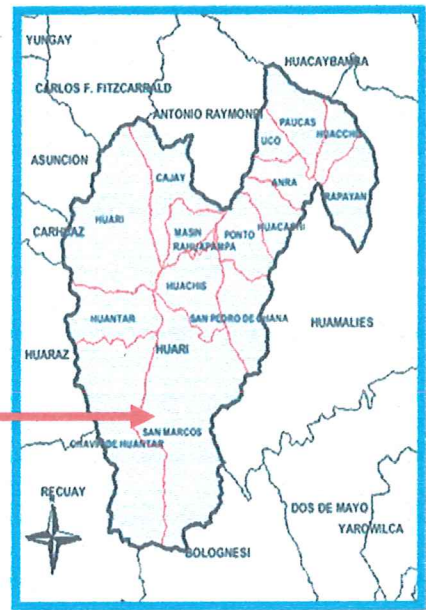 YUNGAY
HUACAYBAMBA
CARLOS F. FITZCARRALD
ANTONIO RAYMONDI
PAUCAS
HUACCHIS
UCO
ASUNCION
CAJAY
ANRA
RAPAYAN
HUARI
CARHUAZ
MASIN
PONTO
HUACACHI
RAHUAPAMPA
HUACHIS
HUANTAR
SAN PEDRO DE CHANA
HUAMALIES
HUARAZ
HUARI
SAN MARCOS
CHAVIN DE HUANTAR
RECUAY
DOS DE MAYO
YAROWILCA
BOLOGNESI